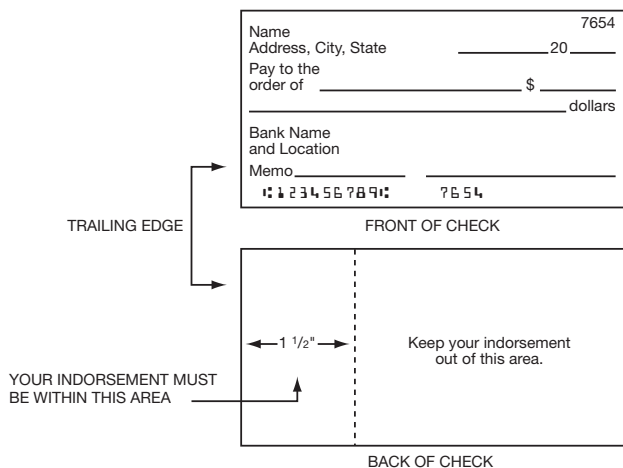 7654
Name
Address, City, State 20
Pay to the
order of $
dollars
Bank Name
and Location
Memo
⑆123456789⑆ 7654
TRAILING EDGE
FRONT OF CHECK
1 1/2"
Keep your indorsement
out of this area.
YOUR INDORSEMENT MUST
BE WITHIN THIS AREA
BACK OF CHECK